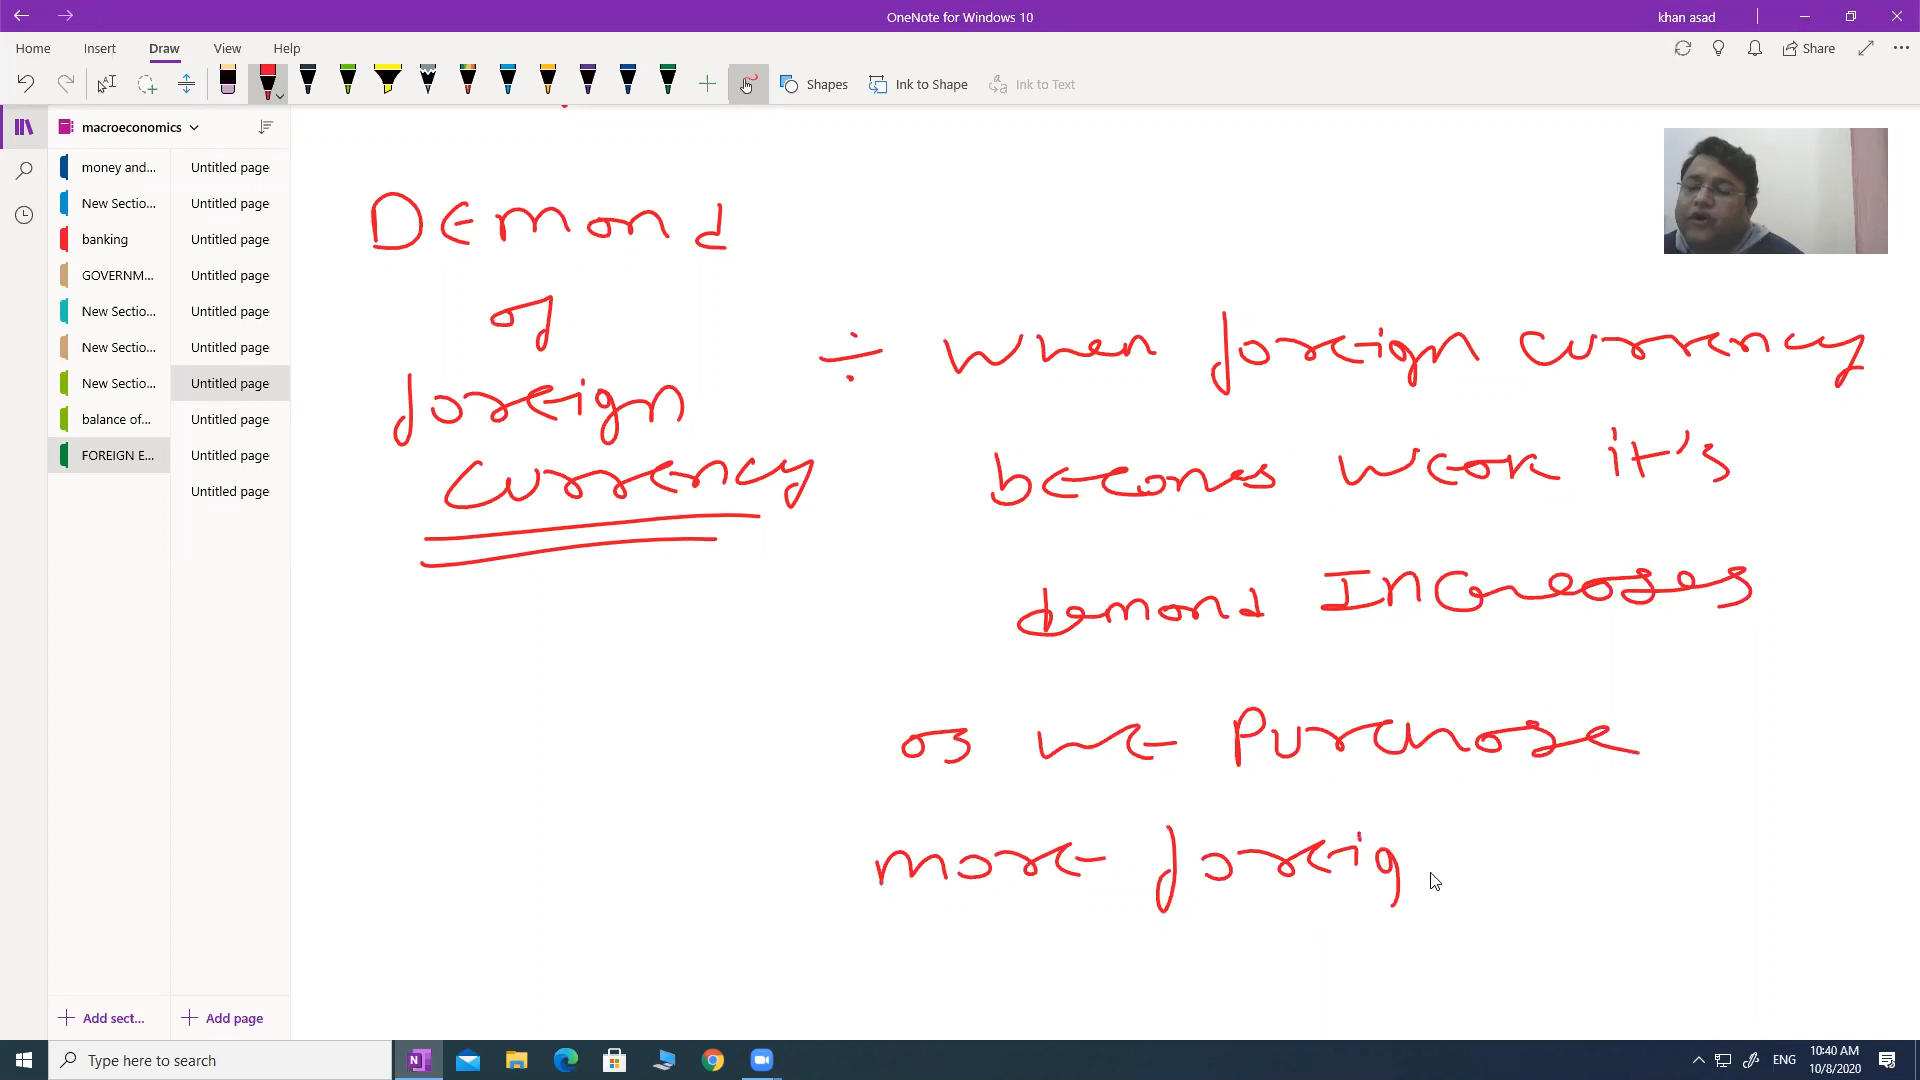 OneNote for Windows 10
khan asad
Home Insert Draw View Help
Share
Shapes Ink to Shape Ink to Text
macroeconomics
money and...
New Sectio...
banking
GOVERNM...
New Sectio...
New Sectio...
New Sectio...
balance of...
FOREIGN E...
Untitled page
Untitled page
Untitled page
Untitled page
Untitled page
Untitled page
Untitled page
Untitled page
Untitled page
Untitled page
Demand
of
foreign
currency
÷ when foreign currency
becomes weak it's
demand Increases
as we Purchase
more foreig
Add sect...
Add page
Type here to search
ENG
10:40 AM
10/8/2020